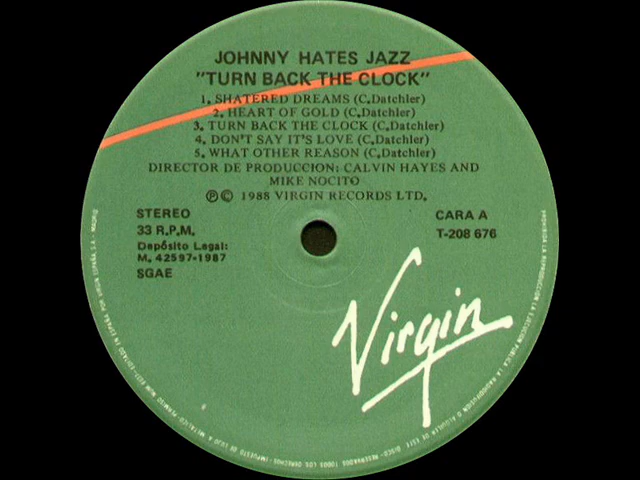 JOHNNY HATES JAZZ
"TURN BACK THE CLOCK"
1. SHATERED DREAMS (C.Datchler)
2. HEART OF GOLD (C.Datchler)
3. TURN BACK THE CLOCK (C.Datchler)
4. DON'T SAY IT'S LOVE (C.Datchler)
5. WHAT OTHER REASON (C.Datchler)
DIRECTOR DE PRODUCCION: CALVIN HAYES AND
MIKE NOCITO
℗ © 1988 VIRGIN RECORDS LTD.
STEREO
33 R.P.M.
Depósito Legal:
M. 42597-1987
SGAE
CARA A
T-208 676
Virgin